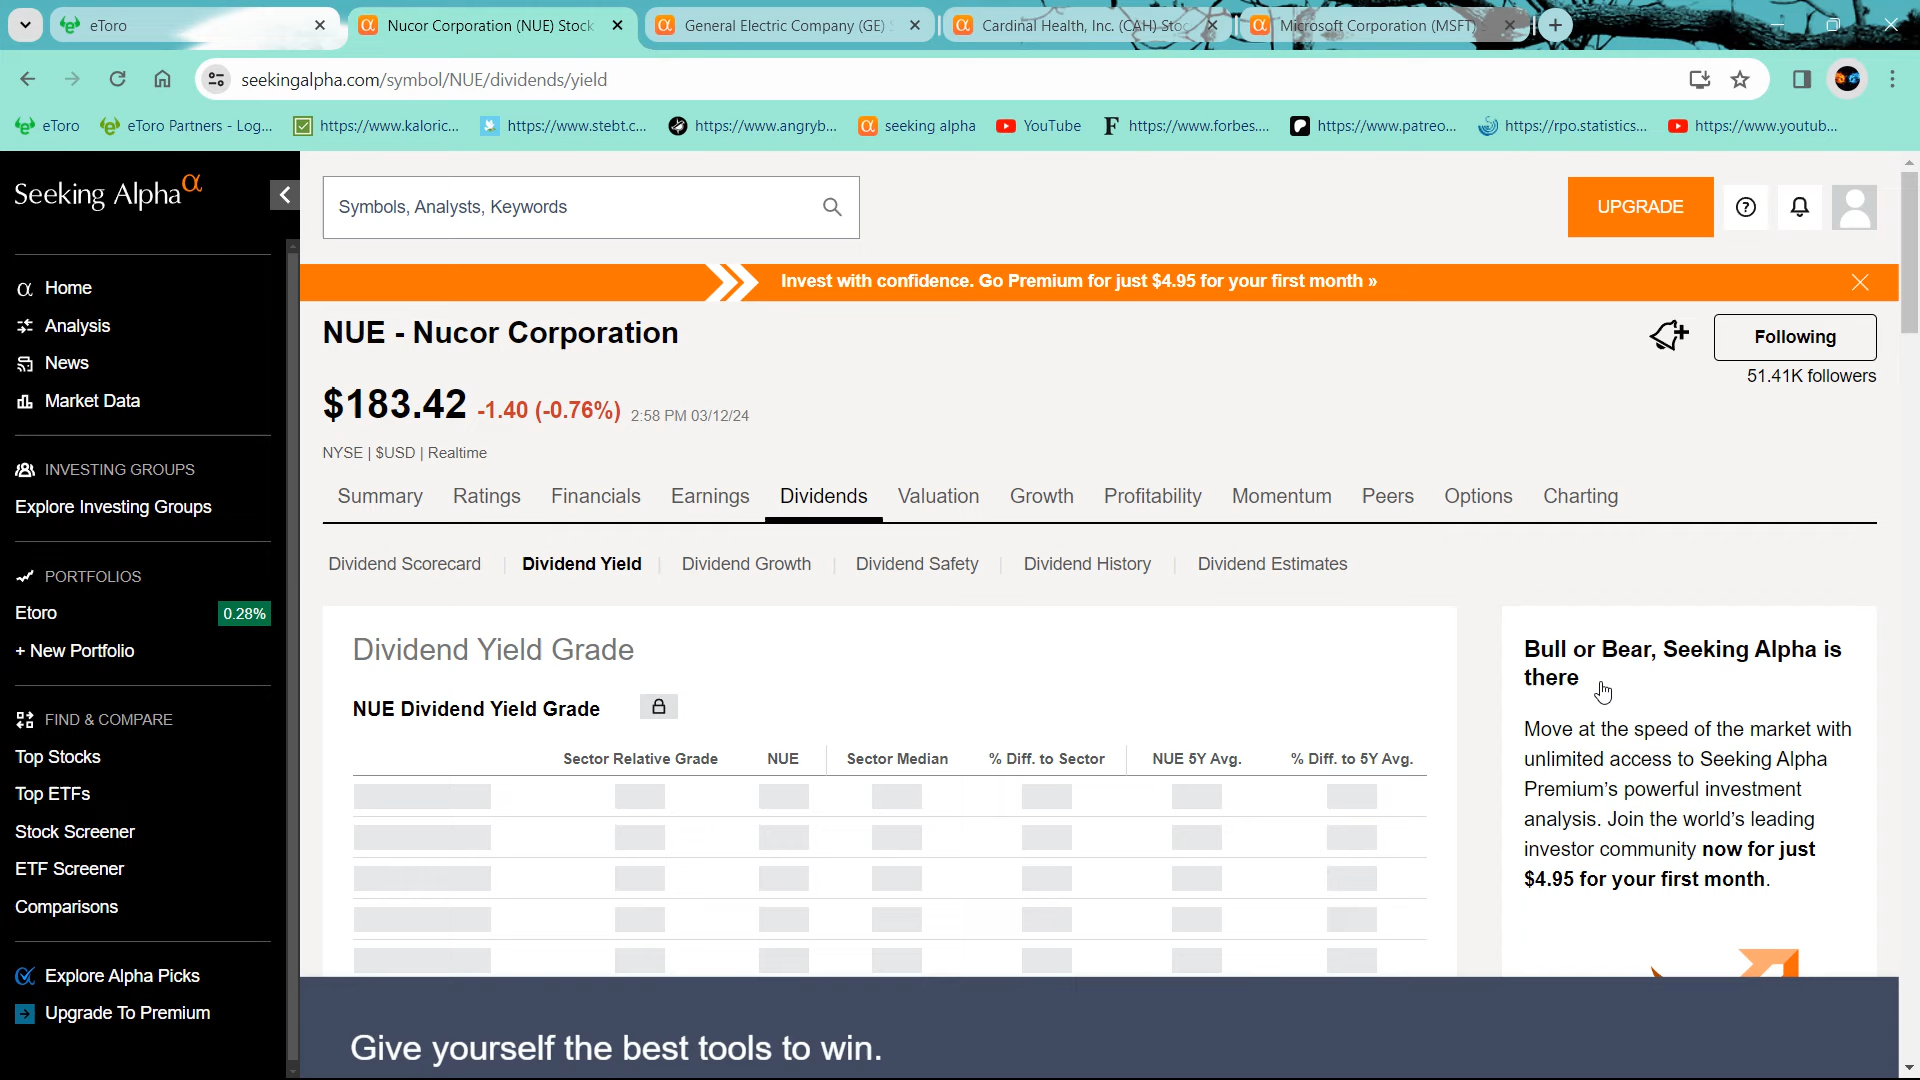 eToro
Nucor Corporation (NUE) Stock
General Electric Company (GE)
Cardinal Health, Inc. (CAH) Sto
Microsoft Corporation (MSFT)
seekingalpha.com/symbol/NUE/dividends/yield
eToro
eToro Partners - Log...
https://www.kaloric...
https://www.stebt.c...
https://www.angryb...
seeking alpha
YouTube
https://www.forbes....
https://www.patreo...
https://rpo.statistics...
https://www.youtub...
Seeking Alpha α
Symbols, Analysts, Keywords
UPGRADE
Invest with confidence. Go Premium for just $4.95 for your first month »
Home
Analysis
News
Market Data
INVESTING GROUPS
Explore Investing Groups
PORTFOLIOS
Etoro 0.28%
+ New Portfolio
FIND & COMPARE
Top Stocks
Top ETFs
Stock Screener
ETF Screener
Comparisons
Explore Alpha Picks
Upgrade To Premium
NUE - Nucor Corporation
Following
51.41K followers
$183.42 -1.40 (-0.76%) 2:58 PM 03/12/24
NYSE | $USD | Realtime
Summary Ratings Financials Earnings Dividends Valuation Growth Profitability Momentum Peers Options Charting
Dividend Scorecard Dividend Yield Dividend Growth Dividend Safety Dividend History Dividend Estimates
Dividend Yield Grade
NUE Dividend Yield Grade
Sector Relative Grade NUE Sector Median % Diff. to Sector NUE 5Y Avg. % Diff. to 5Y Avg.
Bull or Bear, Seeking Alpha is
there
Move at the speed of the market with
unlimited access to Seeking Alpha
Premium's powerful investment
analysis. Join the world's leading
investor community now for just
$4.95 for your first month.
Give yourself the best tools to win.